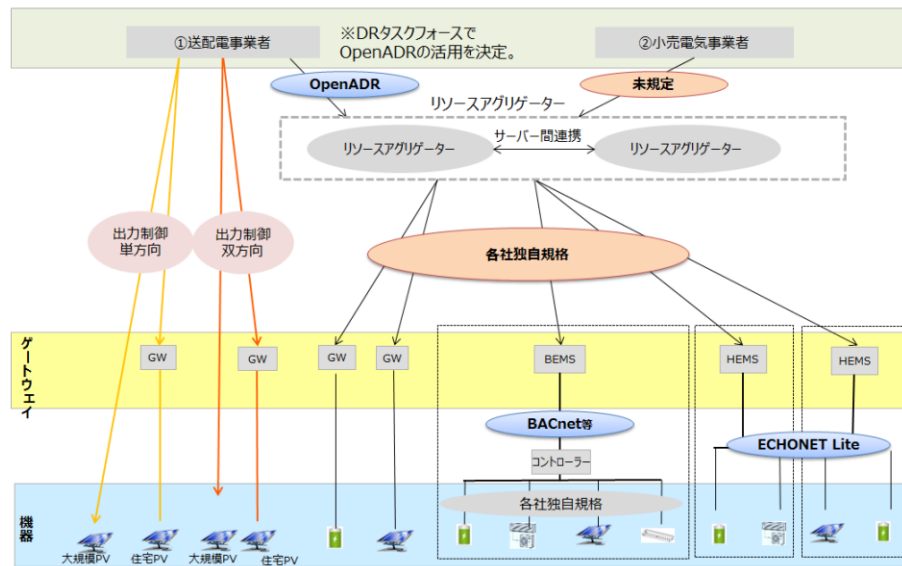 ①送配電事業者
※DRタスクフォースで
OpenADRの活用を決定。
②小売電気事業者
OpenADR
未規定
リソースアグリゲーター
リソースアグリゲーター
サーバー間連携
リソースアグリゲーター
出力制御
単方向
出力制御
双方向
各社独自規格
ゲートウェイ
GW
GW
GW
GW
BEMS
HEMS
HEMS
BACnet等
ECHONET Lite
コントローラー
各社独自規格
機器
大規模PV
住宅PV
大規模PV
住宅PV